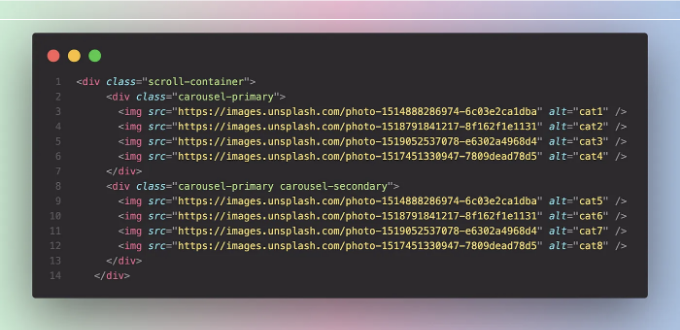 1 <div class="scroll-container">
2 <div class="carousel-primary">
3 <img src="https://images.unsplash.com/photo-1514888286974-6c03e2ca1dba" alt="cat1" />
4 <img src="https://images.unsplash.com/photo-1518791841217-8f162f1e1131" alt="cat2" />
5 <img src="https://images.unsplash.com/photo-1519052537078-e6302a4968d4" alt="cat3" />
6 <img src="https://images.unsplash.com/photo-1517451330947-7809dead78d5" alt="cat4" />
7 </div>
8 <div class="carousel-primary carousel-secondary">
9 <img src="https://images.unsplash.com/photo-1514888286974-6c03e2ca1dba" alt="cat5" />
10 <img src="https://images.unsplash.com/photo-1518791841217-8f162f1e1131" alt="cat6" />
11 <img src="https://images.unsplash.com/photo-1519052537078-e6302a4968d4" alt="cat7" />
12 <img src="https://images.unsplash.com/photo-1517451330947-7809dead78d5" alt="cat8" />
13 </div>
14 </div>